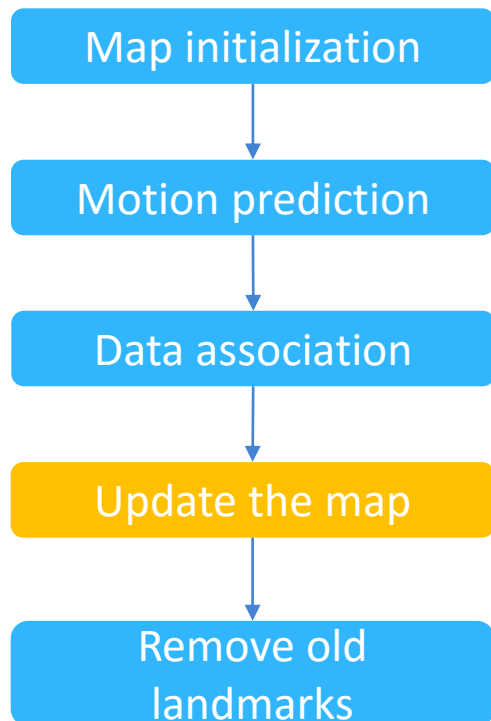 Map initialization
Motion prediction
Data association
Update the map
Remove old
landmarks